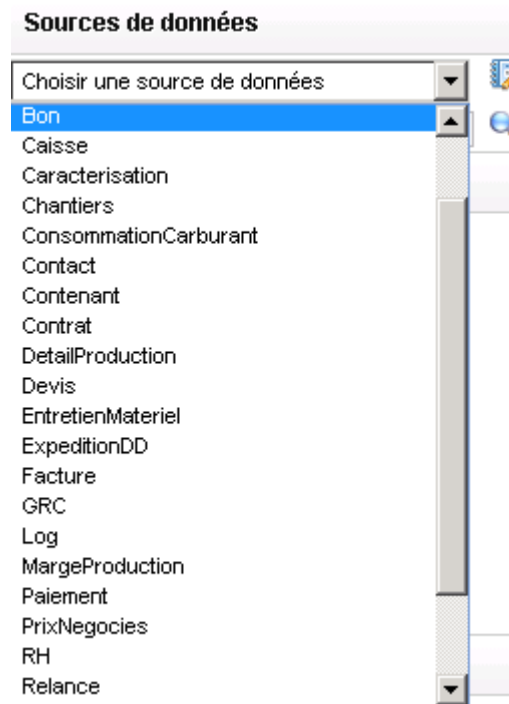 Sources de données
Choisir une source de données
Bon
Caisse
Caracterisation
Chantiers
ConsommationCarburant
Contact
Contenant
Contrat
DetailProduction
Devis
EntretienMateriel
ExpeditionDD
Facture
GRC
Log
MargeProduction
Paiement
PrixNegocies
RH
Relance